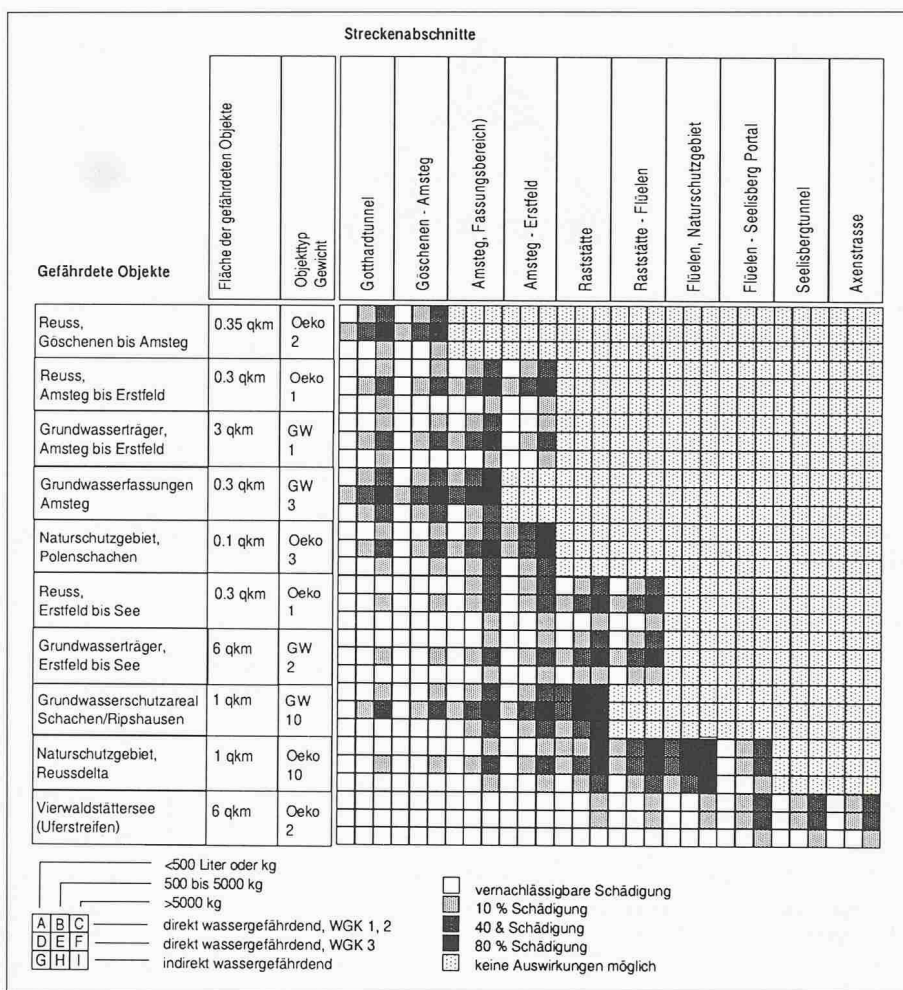 Streckenabschnitte
Gefährdete Objekte
Fläche der gefährdeten Objekte
Objekttyp
Gewicht
Gotthardtunnel
Göschenen - Amsteg
Amsteg, Fassungsbereich)
Amsteg - Erstfeld
Raststätte
Raststätte - Flüelen
Flüelen, Naturschutzgebiet
Flüelen - Seelisberg Portal
Seelisbergtunnel
Axenstrasse
Reuss,
Göschenen bis Amsteg
0.35 qkm
Oeko
2
Reuss,
Amsteg bis Erstfeld
0.3 qkm
Oeko
1
Grundwasserträger,
Amsteg bis Erstfeld
3 qkm
GW
1
Grundwasserfassungen
Amsteg
0.3 qkm
GW
3
Naturschutzgebiet,
Polenschachen
0.1 qkm
Oeko
3
Reuss,
Erstfeld bis See
0.3 qkm
Oeko
1
Grundwasserträger,
Erstfeld bis See
6 qkm
GW
2
Grundwasserschutzareal
Schachen/Ripshausen
1 qkm
GW
10
Naturschutzgebiet,
Reussdelta
1 qkm
Oeko
10
Vierwaldstättersee
(Uferstreifen)
6 qkm
Oeko
2
<500 Liter oder kg
500 bis 5000 kg
>5000 kg
A B C direkt wassergefährdend, WGK 1, 2
D E F direkt wassergefährdend, WGK 3
G H I indirekt wassergefährdend
vernachlässigbare Schädigung
10 % Schädigung
40 & Schädigung
80 % Schädigung
keine Auswirkungen möglich